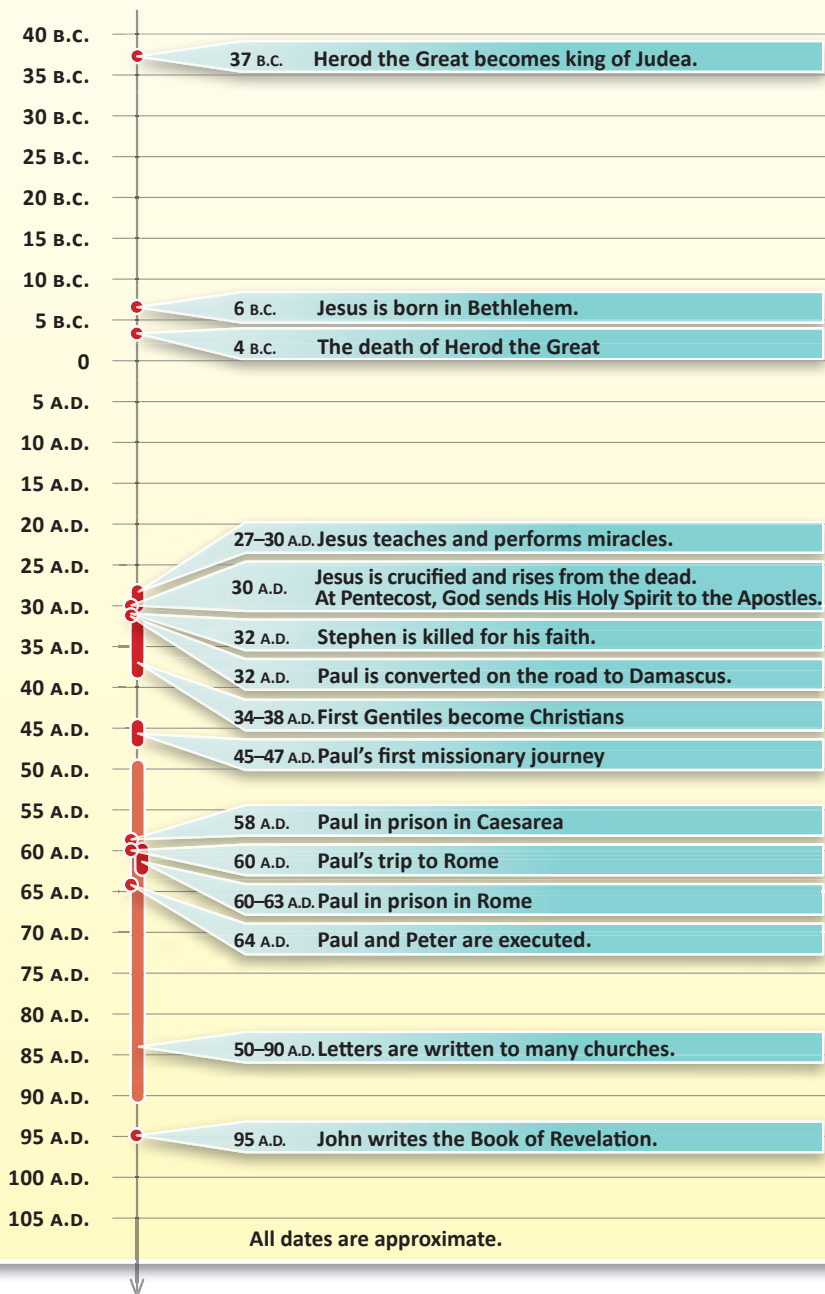 40 B.C.
37 B.C. Herod the Great becomes king of Judea.
35 B.C.
30 B.C.
25 B.C.
20 B.C.
15 B.C.
10 B.C.
6 B.C. Jesus is born in Bethlehem.
5 B.C.
4 B.C. The death of Herod the Great
0
5 A.D.
10 A.D.
15 A.D.
20 A.D.
27–30 A.D. Jesus teaches and performs miracles.
25 A.D.
30 A.D. Jesus is crucified and rises from the dead.
At Pentecost, God sends His Holy Spirit to the Apostles.
30 A.D.
32 A.D. Stephen is killed for his faith.
35 A.D.
32 A.D. Paul is converted on the road to Damascus.
40 A.D.
34–38 A.D. First Gentiles become Christians
45 A.D.
45–47 A.D. Paul's first missionary journey
50 A.D.
55 A.D.
58 A.D. Paul in prison in Caesarea
60 A.D.
60 A.D. Paul's trip to Rome
65 A.D.
60–63 A.D. Paul in prison in Rome
70 A.D.
64 A.D. Paul and Peter are executed.
75 A.D.
80 A.D.
50–90 A.D. Letters are written to many churches.
85 A.D.
90 A.D.
95 A.D.
95 A.D. John writes the Book of Revelation.
100 A.D.
105 A.D.
All dates are approximate.